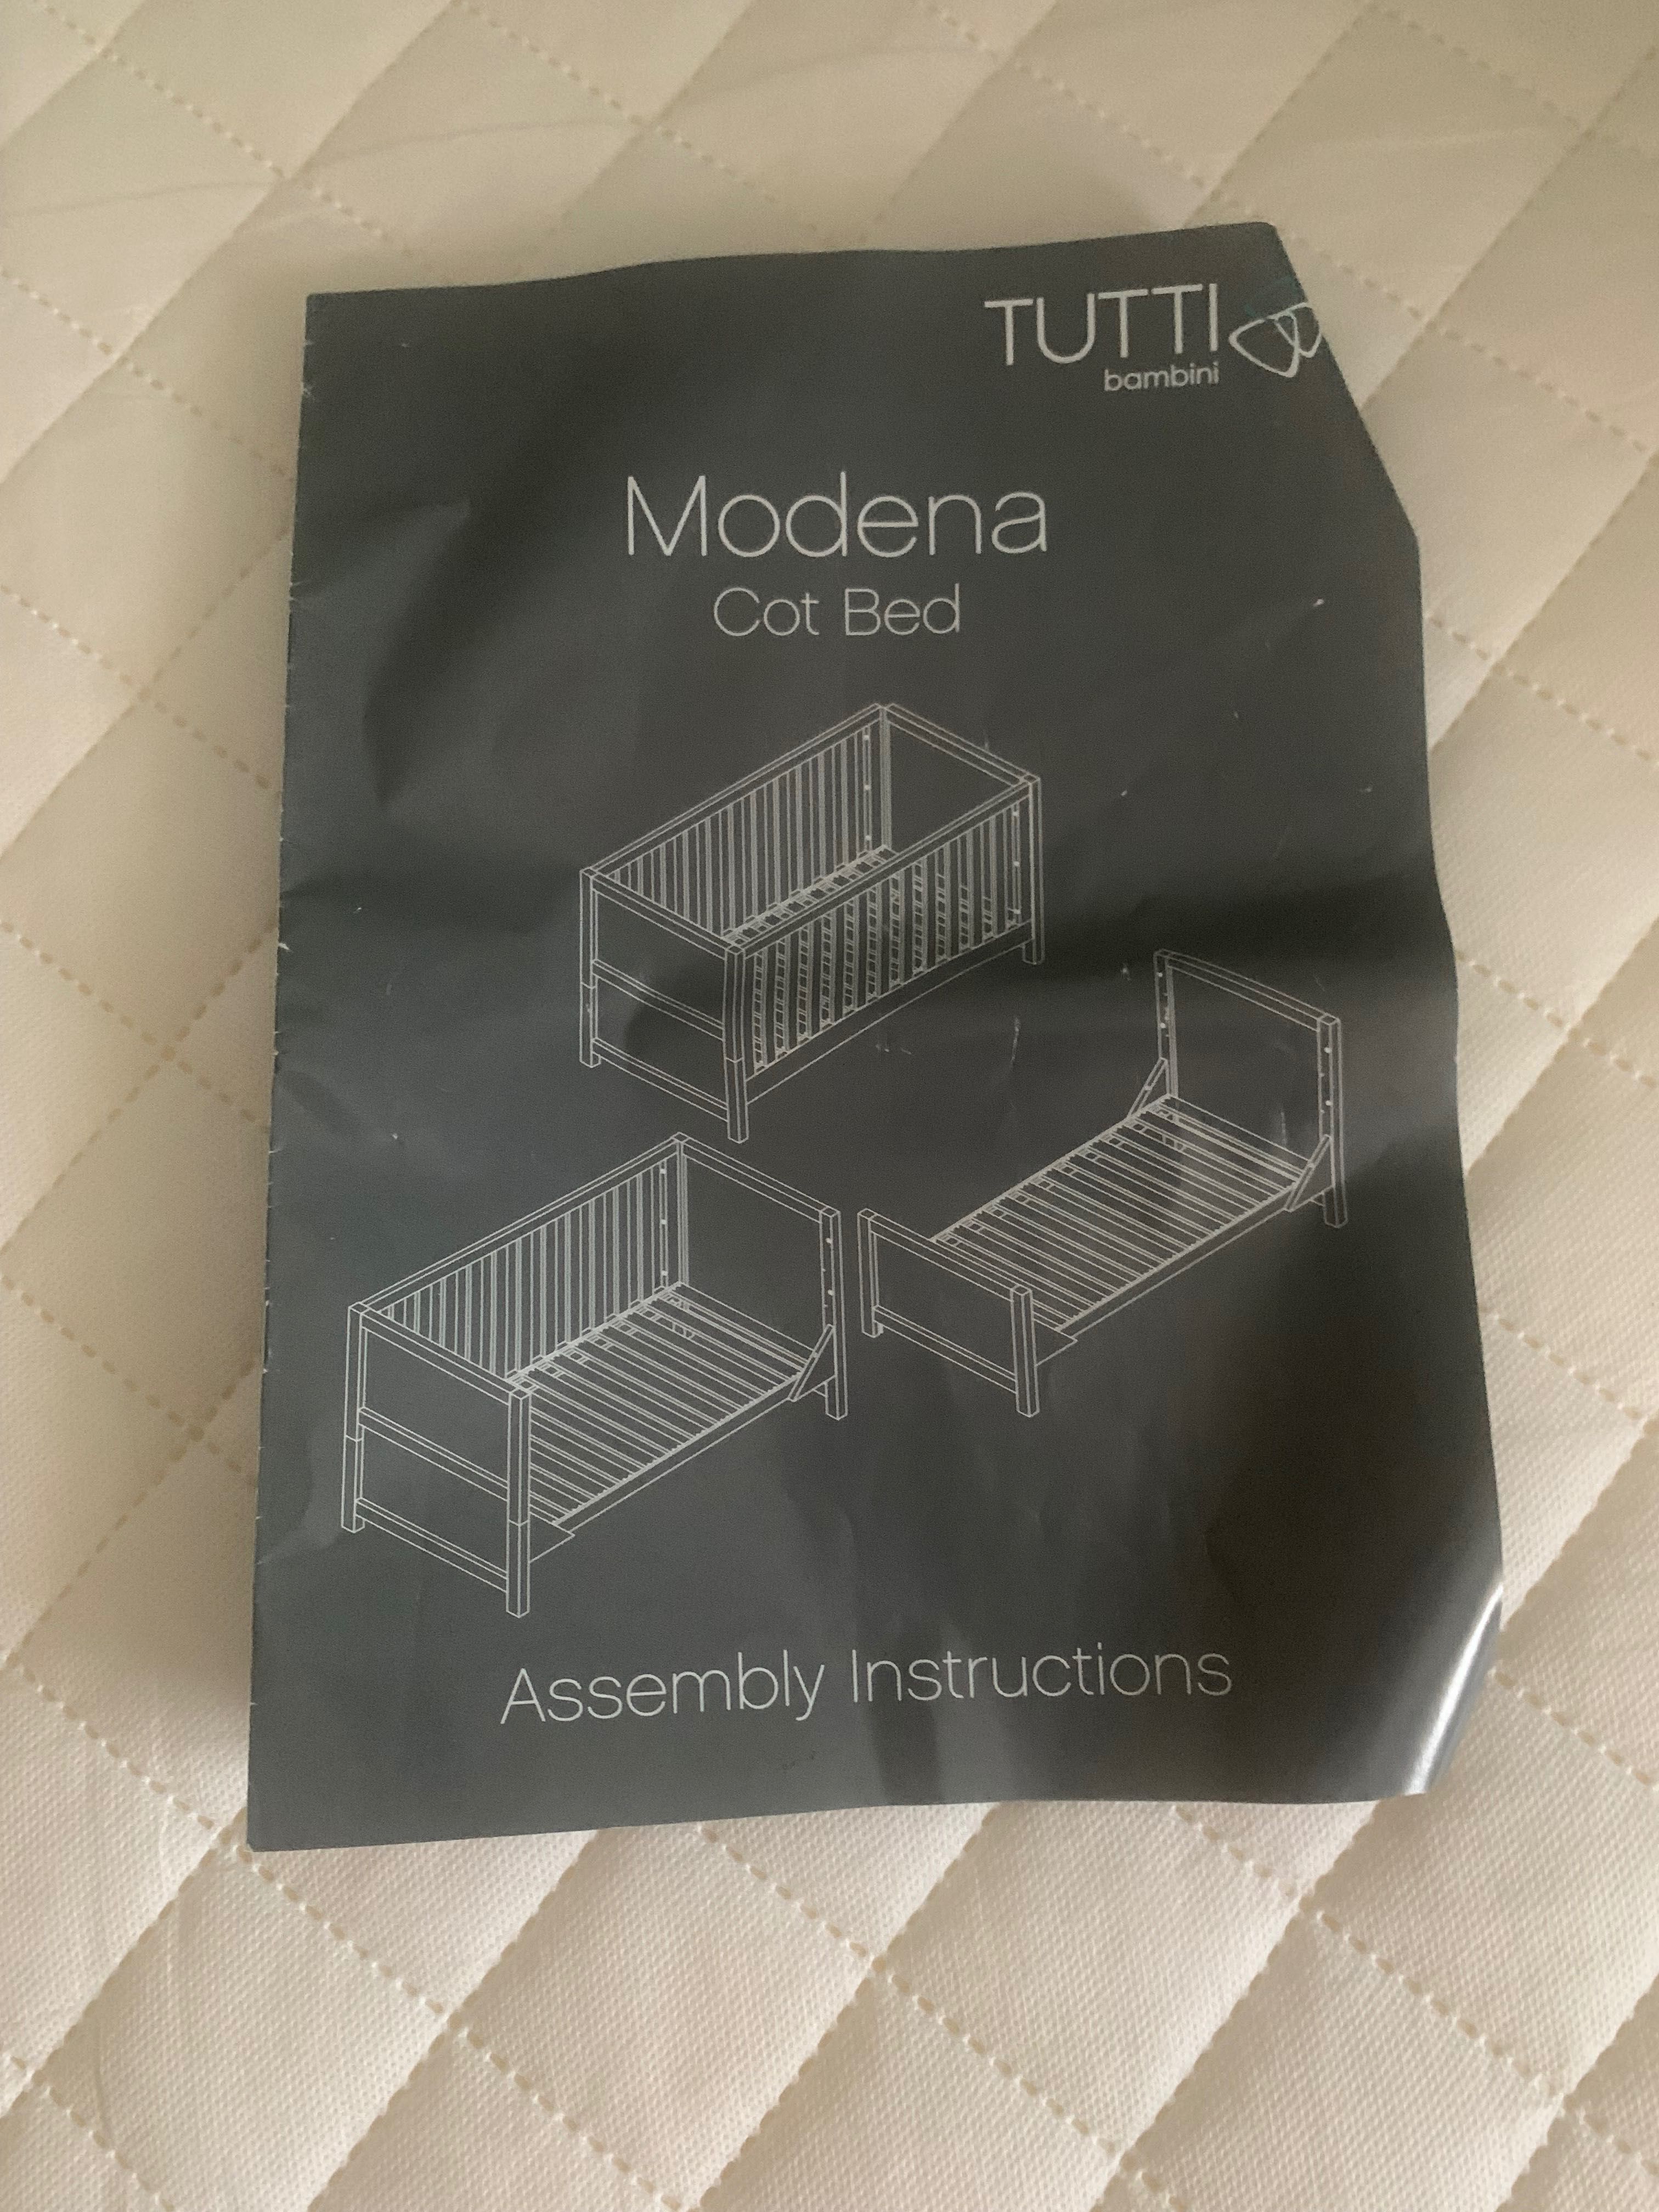 TUTTI
bambini
Modena
Cot Bed
Assembly Instructions